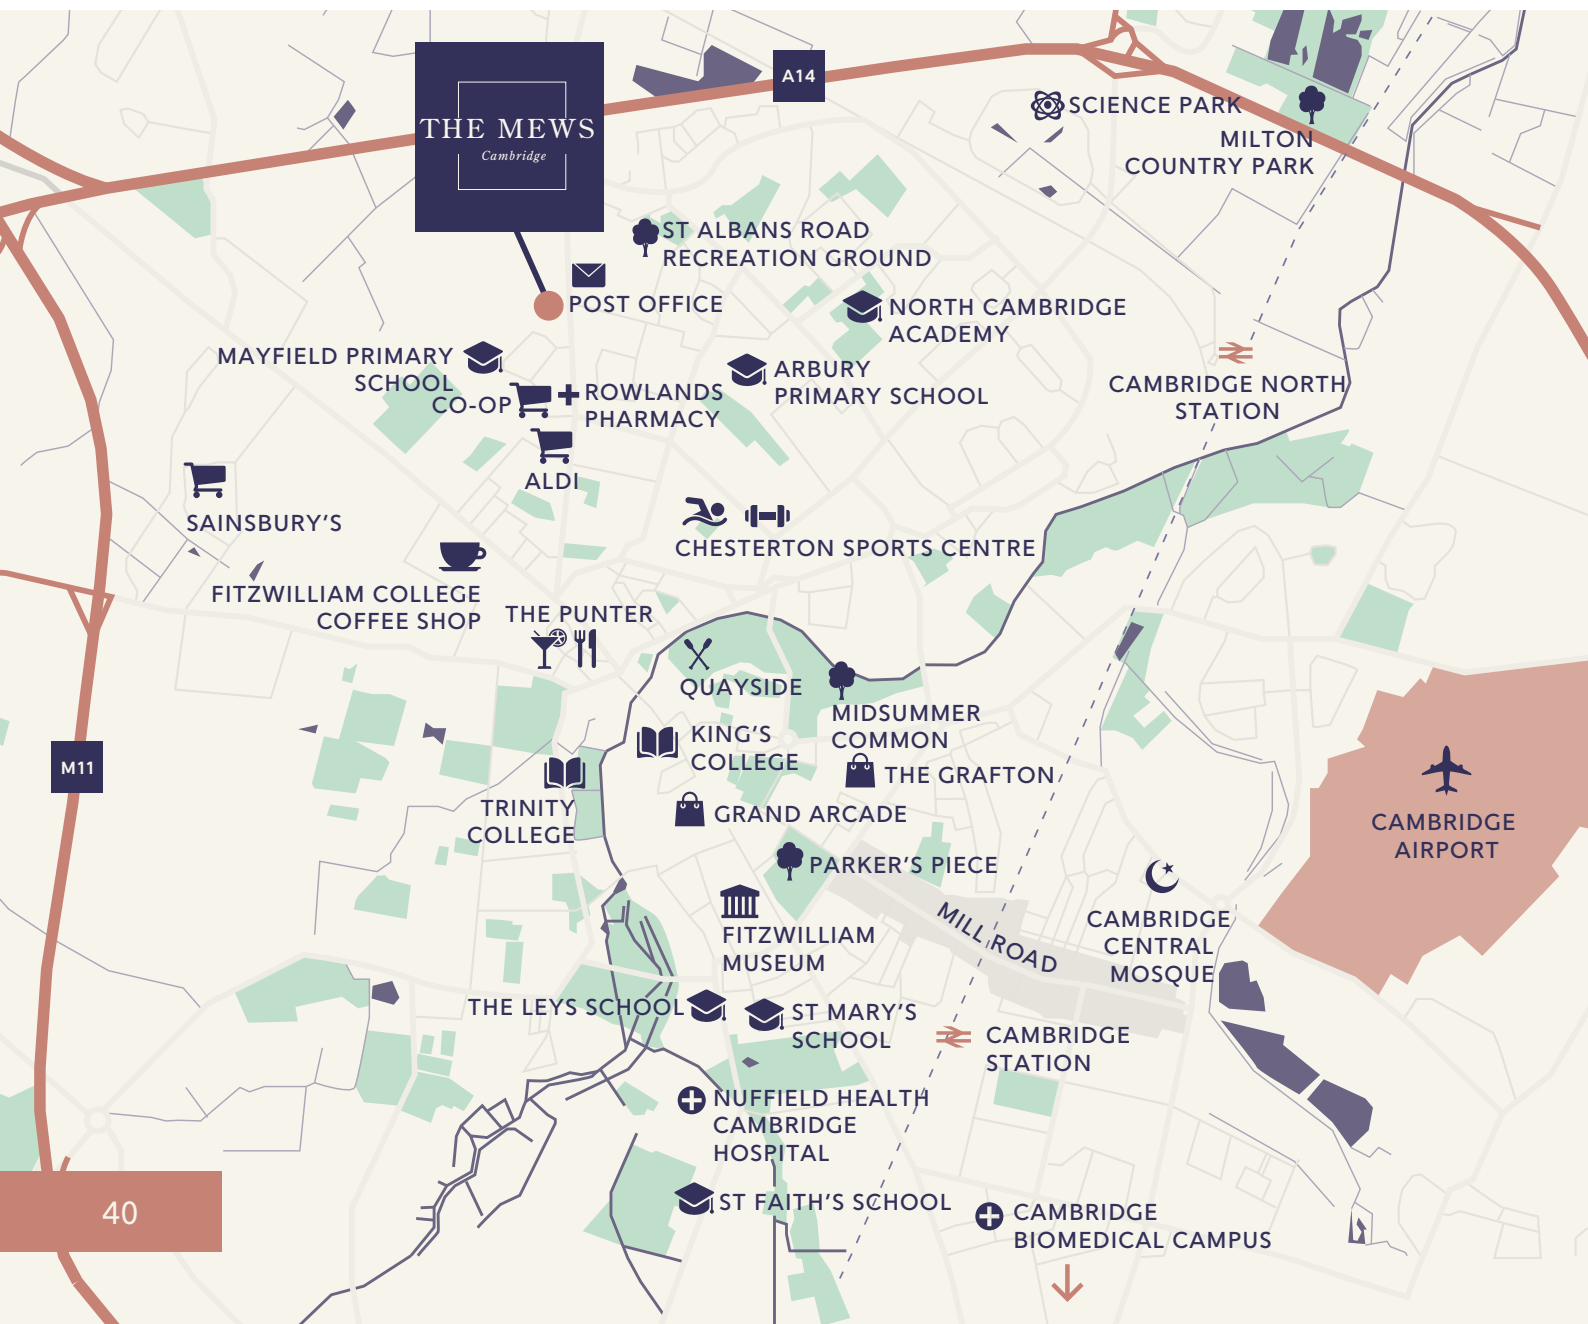 A14
THE MEWS
Cambridge
SCIENCE PARK
MILTON
COUNTRY PARK
ST ALBANS ROAD
RECREATION GROUND
POST OFFICE
NORTH CAMBRIDGE
ACADEMY
MAYFIELD PRIMARY
SCHOOL
CO-OP
ROWLANDS
PHARMACY
ARBURY
PRIMARY SCHOOL
CAMBRIDGE NORTH
STATION
ALDI
SAINSBURY'S
CHESTERTON SPORTS CENTRE
FITZWILLIAM COLLEGE
COFFEE SHOP
THE PUNTER
QUAYSIDE
MIDSUMMER
COMMON
KING'S
COLLEGE
M11
THE GRAFTON
TRINITY
COLLEGE
GRAND ARCADE
CAMBRIDGE
AIRPORT
PARKER'S PIECE
MILL ROAD
CAMBRIDGE
CENTRAL
MOSQUE
FITZWILLIAM
MUSEUM
THE LEYS SCHOOL
ST MARY'S
SCHOOL
CAMBRIDGE
STATION
NUFFIELD HEALTH
CAMBRIDGE
HOSPITAL
ST FAITH'S SCHOOL
CAMBRIDGE
BIOMEDICAL CAMPUS
40